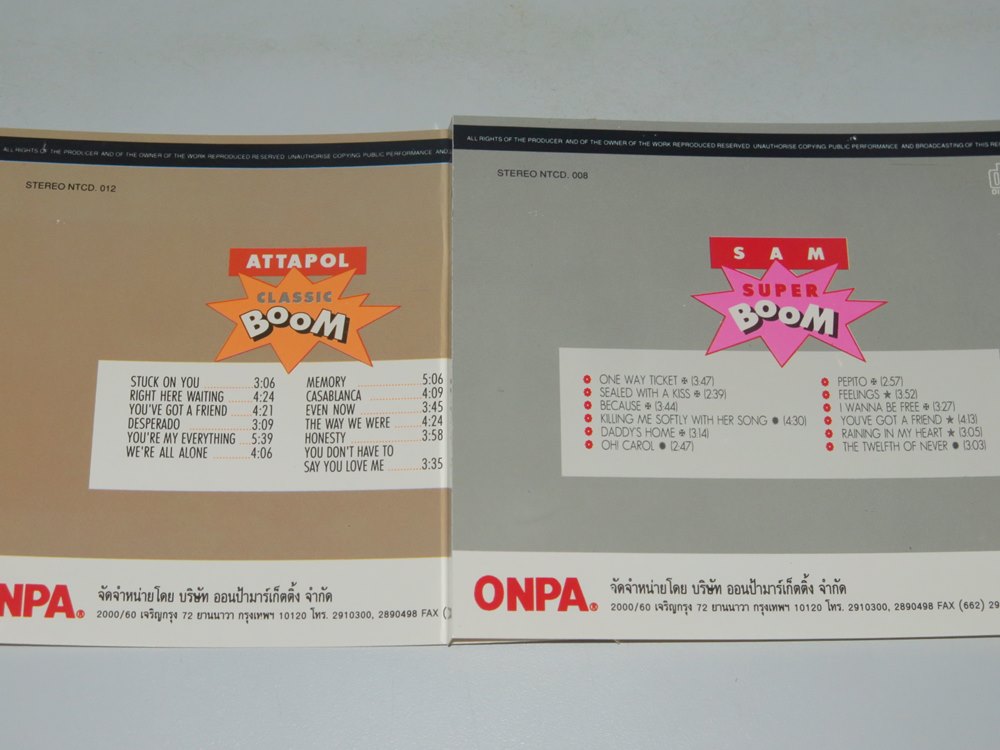 ALL RIGHTS OF THE PRODUCER AND OF THE OWNER OF THE WORK REPRODUCED RESERVED UNAUTHORISE COPYING PUBLIC PERFORMANCE AND
STEREO NTCD. 012
ATTAPOL
CLASSIC
BOOM
STUCK ON YOU 3:06
RIGHT HERE WAITING 4:24
YOU'VE GOT A FRIEND 4:21
DESPERADO 3:09
YOU'RE MY EVERYTHING 5:39
WE'RE ALL ALONE 4:06
MEMORY 5:06
CASABLANCA 4:09
EVEN NOW 3:45
THE WAY WE WERE 4:24
HONESTY 3:58
YOU DON'T HAVE TO
SAY YOU LOVE ME 3:35
NPA.®
จัดจำหน่ายโดย บริษัท ออนป้ามาร์เก็ตติ้ง จำกัด
2000/60 เจริญกรุง 72 ยานนาวา กรุงเทพฯ 10120 โทร. 2910300, 2890498 FAX
ALL RIGHTS OF THE PRODUCER AND OF THE OWNER OF THE WORK REPRODUCED RESERVED UNAUTHORISE COPYING PUBLIC PERFORMANCE AND BROADCASTING OF THIS
STEREO NTCD. 008
SAM
SUPER
BOOM
ONE WAY TICKET ✠ (3:47)
SEALED WITH A KISS ✠ (2:39)
BECAUSE ✠ (3:44)
KILLING ME SOFTLY WITH HER SONG ● (4:30)
DADDY'S HOME ✠ (3:14)
OH! CAROL ● (2:47)
PEPITO ✠ (2:57)
FEELINGS ★ (3:52)
I WANNA BE FREE ✠ (3:27)
YOU'VE GOT A FRIEND ★ (4:13)
RAINING IN MY HEART ★ (3:05)
THE TWELFTH OF NEVER ● (3:03)
ONPA.®
จัดจำหน่ายโดย บริษัท ออนป้ามาร์เก็ตติ้ง จำกัด
2000/60 เจริญกรุง 72 ยานนาวา กรุงเทพฯ 10120 โทร. 2910300, 2890498 FAX (662) 29